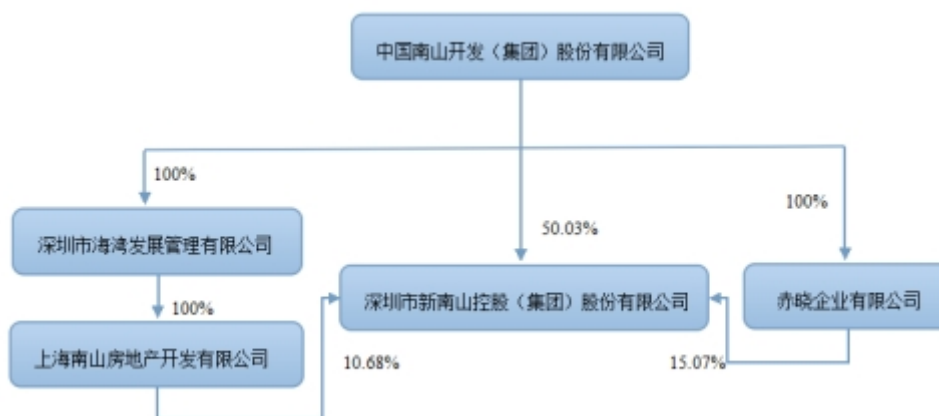 中国南山开发（集团）股份有限公司
100%
100%
50.03%
深圳市海湾发展管理有限公司
深圳市新南山控股（集团）股份有限公司
赤晓企业有限公司
100%
上海南山房地产开发有限公司
10.68%
15.07%